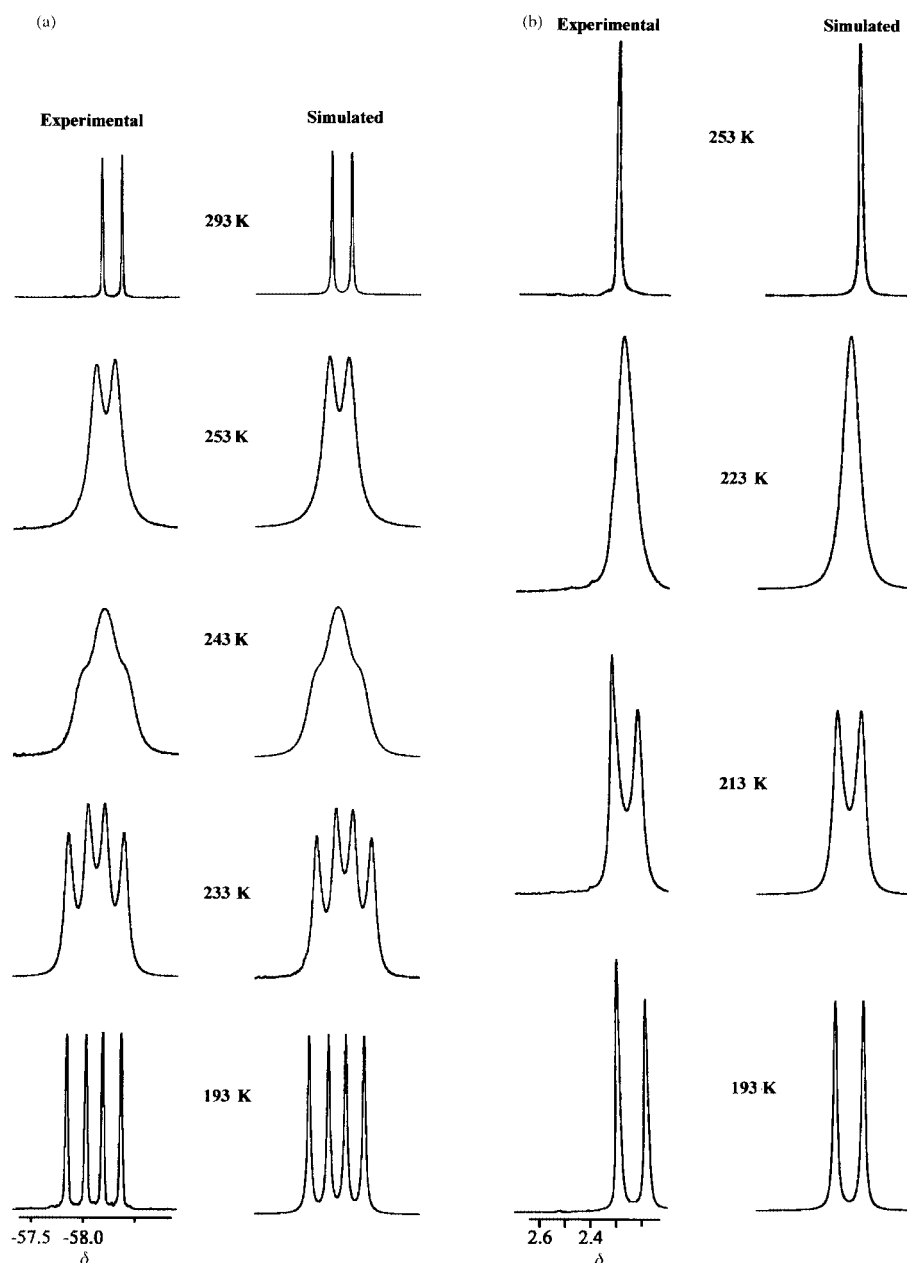 (a)
Experimental Simulated
293 K
253 K
243 K
233 K
193 K
-57.5 -58.0
δ
(b)
Experimental Simulated
253 K
223 K
213 K
193 K
2.6 2.4
δ